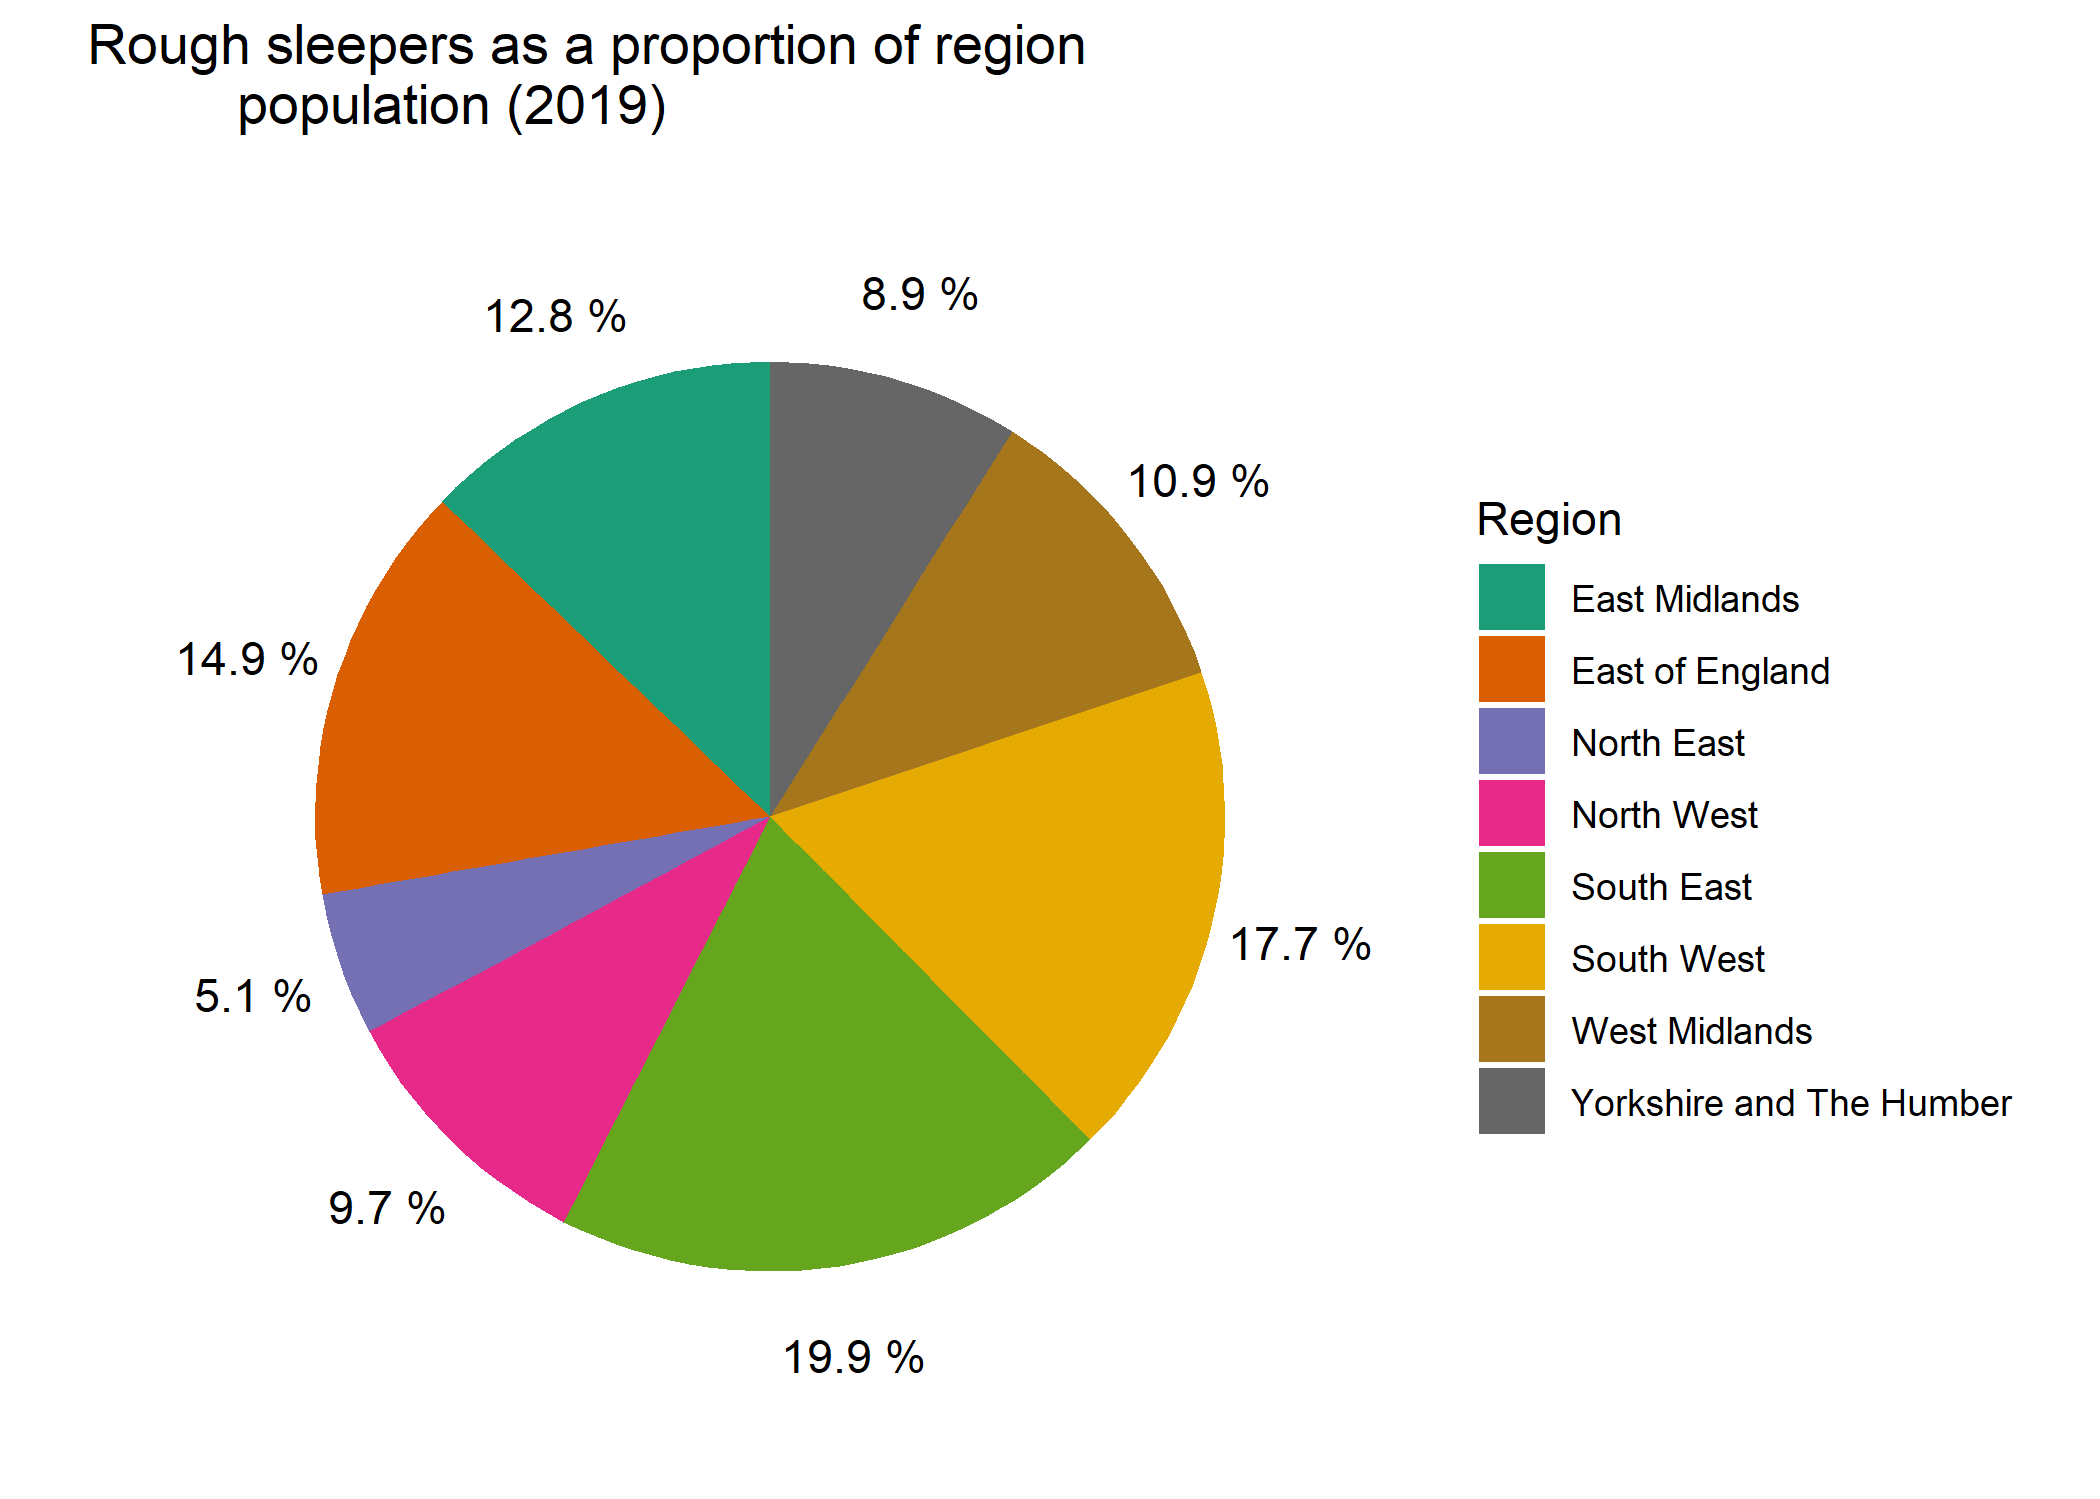 Rough sleepers as a proportion of region
population (2019)
8.9 %
12.8 %
10.9 %
14.9 %
17.7 %
5.1 %
9.7 %
19.9 %
Region
East Midlands
East of England
North East
North West
South East
South West
West Midlands
Yorkshire and The Humber